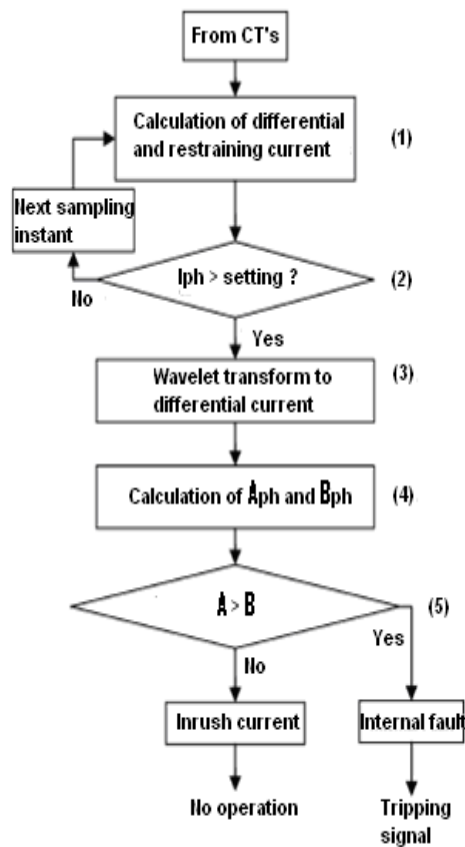 From CT's
Calculation of differential
and restraining current
(1)
Next sampling
instant
Iph > setting ?
(2)
No
Yes
Wavelet transform to
differential current
(3)
Calculation of Aph and Bph
(4)
A > B
(5)
Yes
No
Inrush current
Internal fault
No operation
Tripping
signal